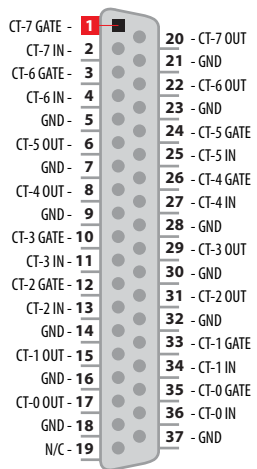 CT-7 GATE - 1
CT-7 IN - 2
CT-6 GATE - 3
CT-6 IN - 4
GND - 5
CT-5 OUT - 6
GND - 7
CT-4 OUT - 8
GND - 9
CT-3 GATE - 10
CT-3 IN - 11
CT-2 GATE - 12
CT-2 IN - 13
GND - 14
CT-1 OUT - 15
GND - 16
CT-0 OUT - 17
GND - 18
N/C - 19
20 - CT-7 OUT
21 - GND
22 - CT-6 OUT
23 - GND
24 - CT-5 GATE
25 - CT-5 IN
26 - CT-4 GATE
27 - CT-4 IN
28 - GND
29 - CT-3 OUT
30 - GND
31 - CT-2 OUT
32 - GND
33 - CT-1 GATE
34 - CT-1 IN
35 - CT-0 GATE
36 - CT-0 IN
37 - GND